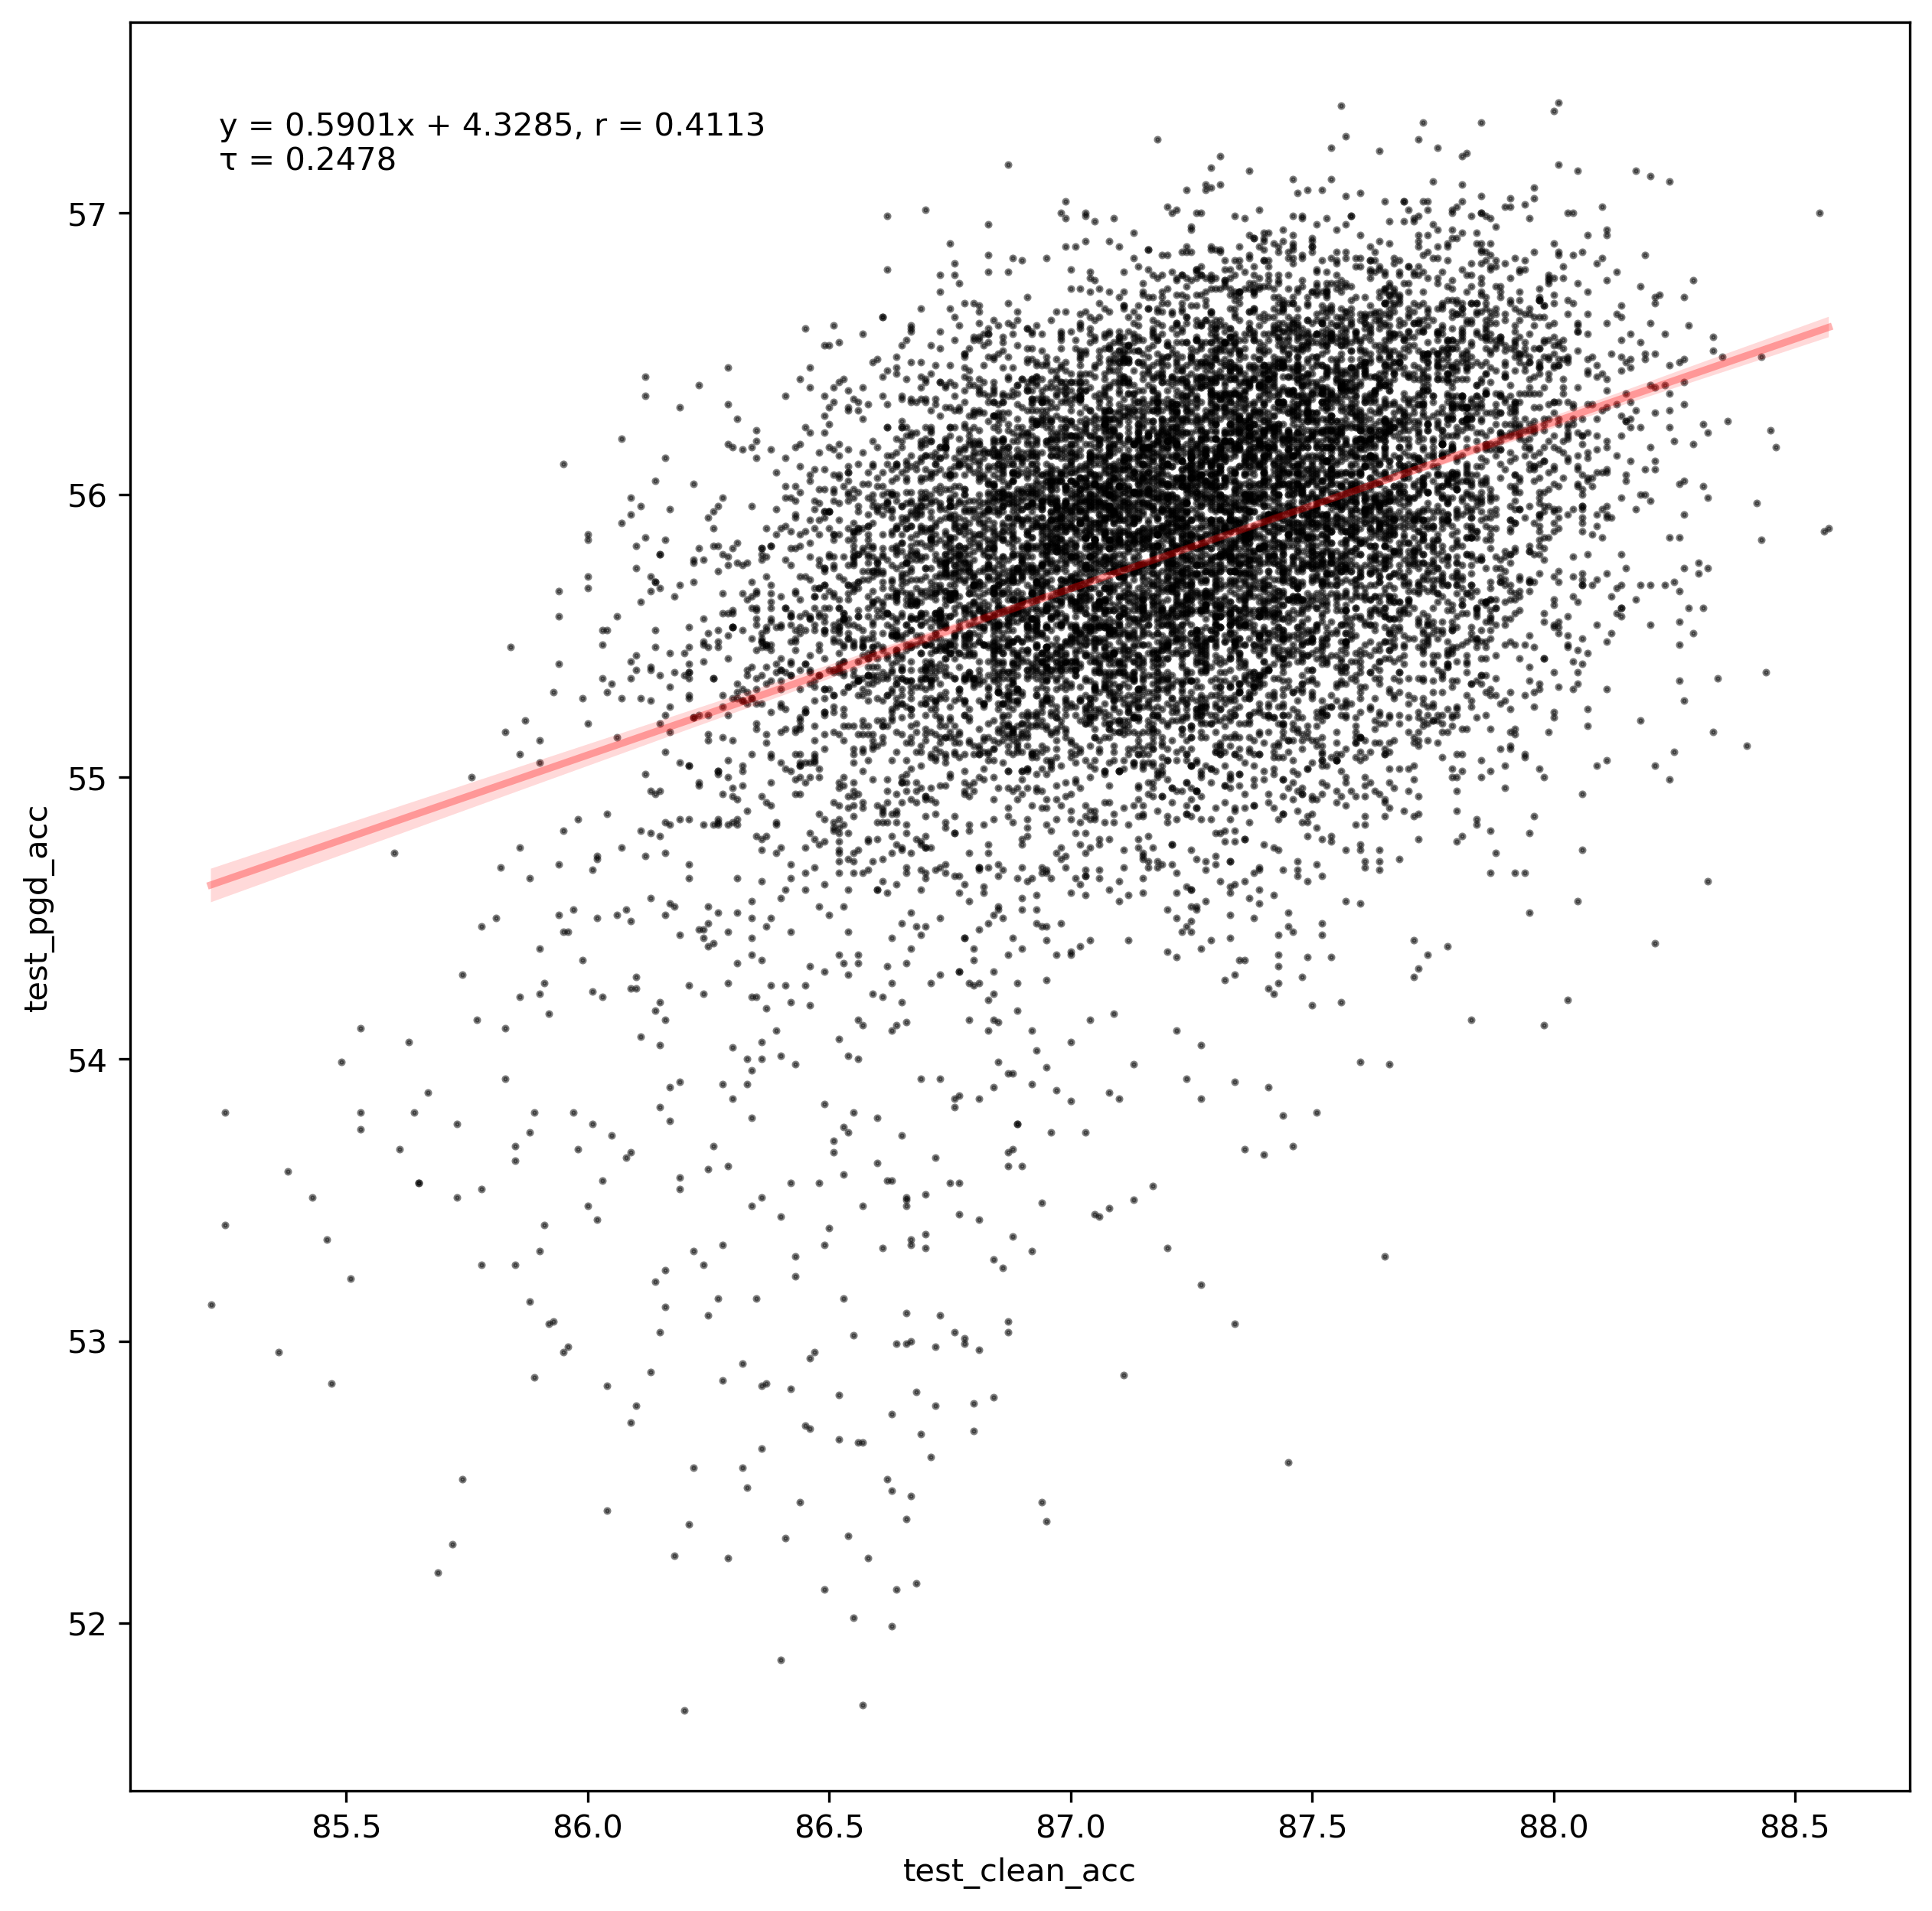 y = 0.5901x + 4.3285, r = 0.4113
τ = 0.2478
57
56
55
54
53
52
test_pgd_acc
85.5 86.0 86.5 87.0 87.5 88.0 88.5
test_clean_acc